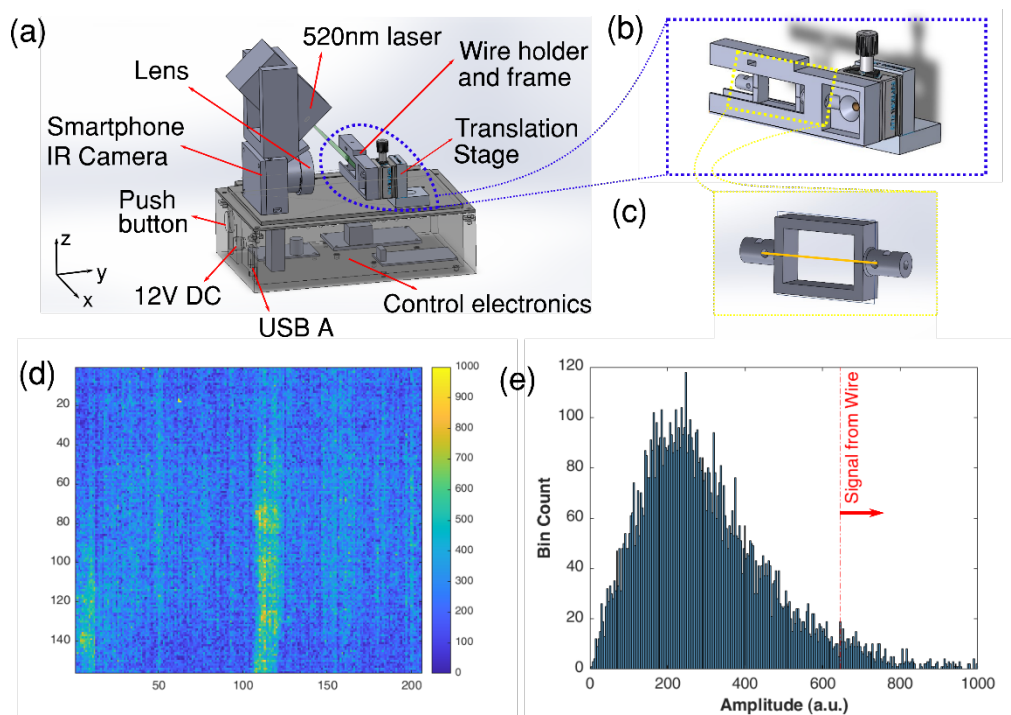 (a)
520nm laser
Lens
Wire holder
and frame
Smartphone
IR Camera
Translation
Stage
Push
button
z
y
x
12V DC
USB A
Control electronics
(b)
(c)
(d)
20
40
60
80
100
120
140
50
100
150
200
1000
900
800
700
600
500
400
300
200
100
0
(e)
Bin Count
120
100
80
60
40
20
0
0
200
400
600
800
1000
Amplitude (a.u.)
Signal from Wire